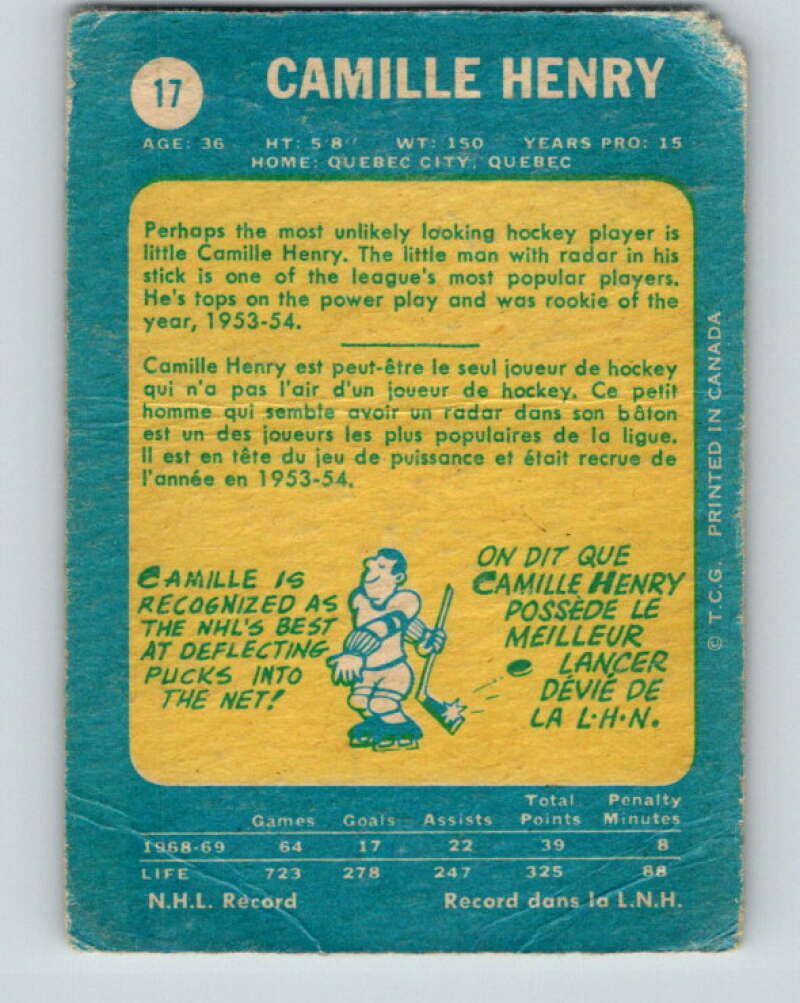 17
CAMILLE HENRY
AGE: 36 HT: 5'8" WT: 150 YEARS PRO: 15
HOME: QUEBEC CITY, QUEBEC
Perhaps the most unlikely looking hockey player is
little Camille Henry. The little man with radar in his
stick is one of the league's most popular players.
He's tops on the power play and was rookie of the
year, 1953-54.
Camille Henry est peut-être le seul joueur de hockey
qui n'a pas l'air d'un joueur de hockey. Ce petit
homme qui semble avoir un radar dans son bâton
est un des joueurs les plus populaires de la ligue.
Il est en tête du jeu de puissance et était recrue de
l'année en 1953-54.
CAMILLE IS
RECOGNIZED AS
THE NHL'S BEST
AT DEFLECTING
PUCKS INTO
THE NET!
ON DIT QUE
CAMILLE HENRY
POSSÈDE LE
MEILLEUR
LANCER
DÉVIÉ DE
LA L·H·N.
© T.C.G. PRINTED IN CANADA
Games Goals Assists Total Points Penalty Minutes
1968-69 64 17 22 39 8
LIFE 723 278 247 325 88
N.H.L. Record Record dans la L.N.H.